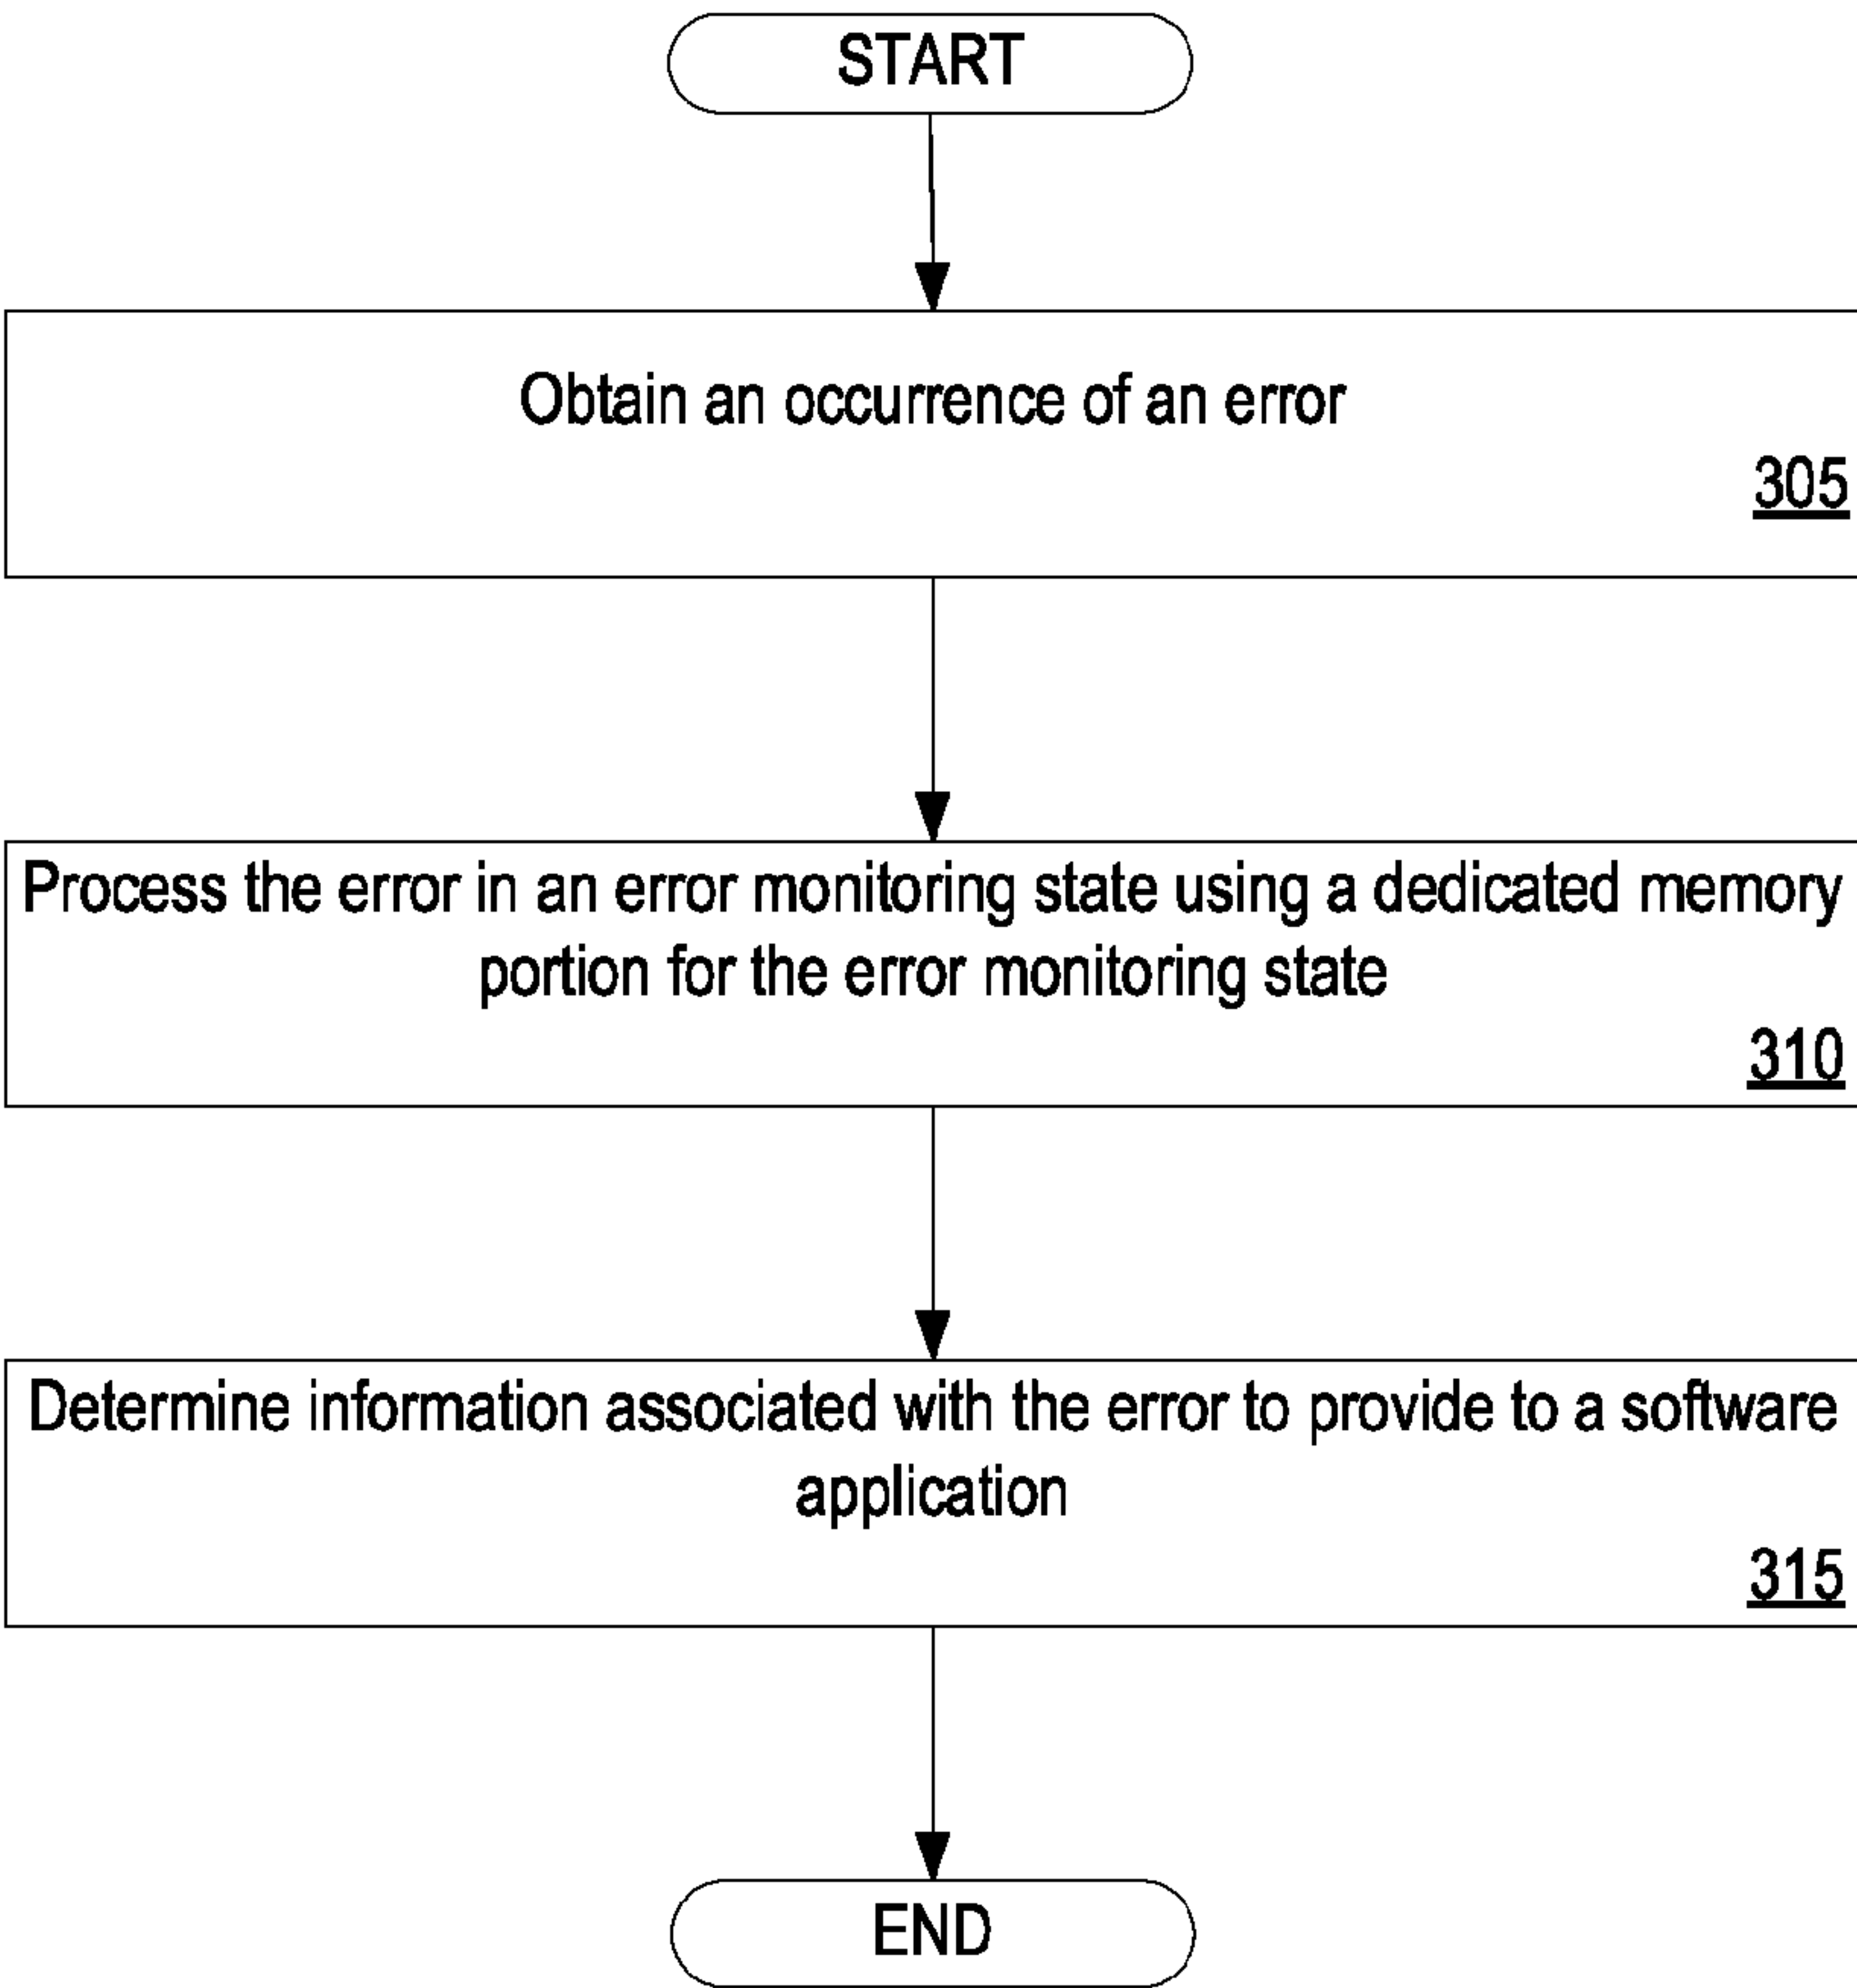 START
Obtain an occurrence of an error
305
Process the error in an error monitoring state using a dedicated memory
portion for the error monitoring state
310
Determine information associated with the error to provide to a software
application
315
END